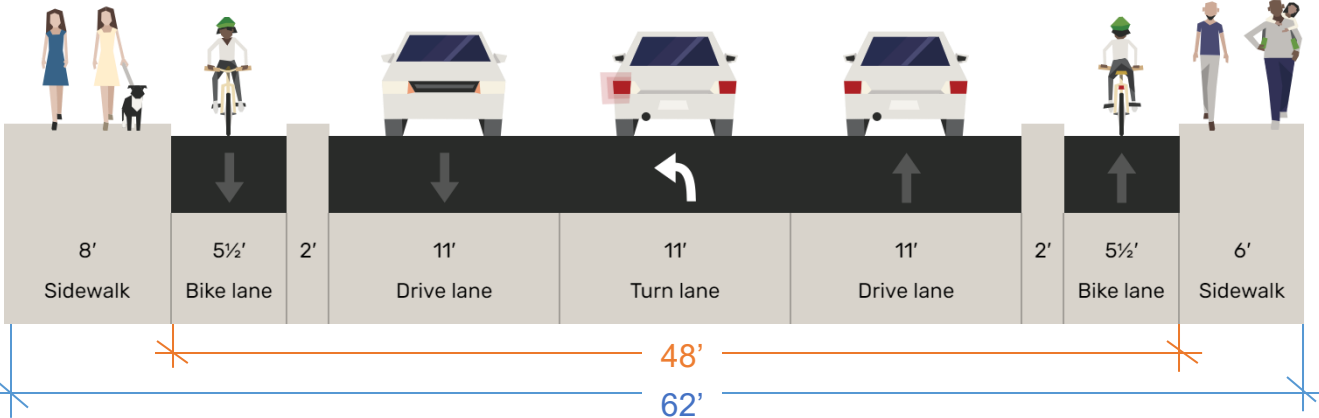 8′ 5½′ 2′ 11′ 11′ 11′ 2′ 5½′ 6′
Sidewalk Bike lane Drive lane Turn lane Drive lane Bike lane Sidewalk
48’
62’